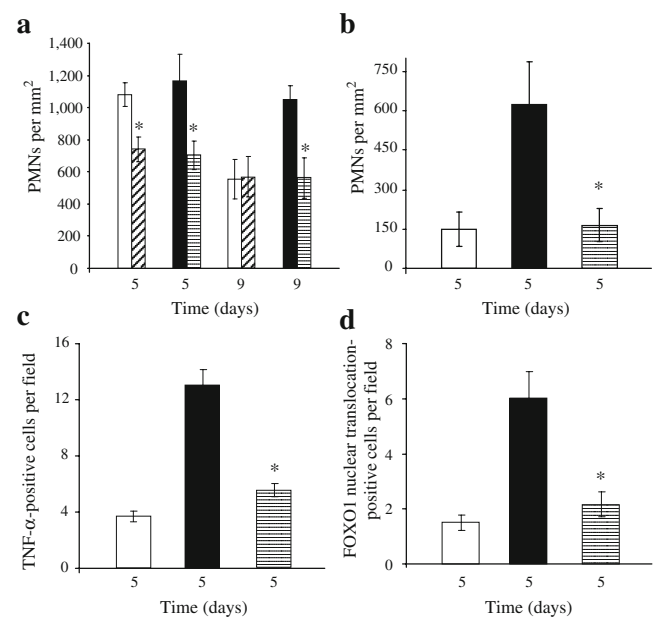 a
PMNs per mm2
1,400
1,200
1,000
800
600
400
200
0
*
*
*
5 5 9 9
Time (days)
b
PMNs per mm2
750
600
450
300
150
0
*
5 5 5
Time (days)
c
TNF-α-positive cells per field
16
12
8
4
0
*
5 5 5
Time (days)
d
FOXO1 nuclear translocation-
positive cells per field
8
6
4
2
0
*
5 5 5
Time (days)